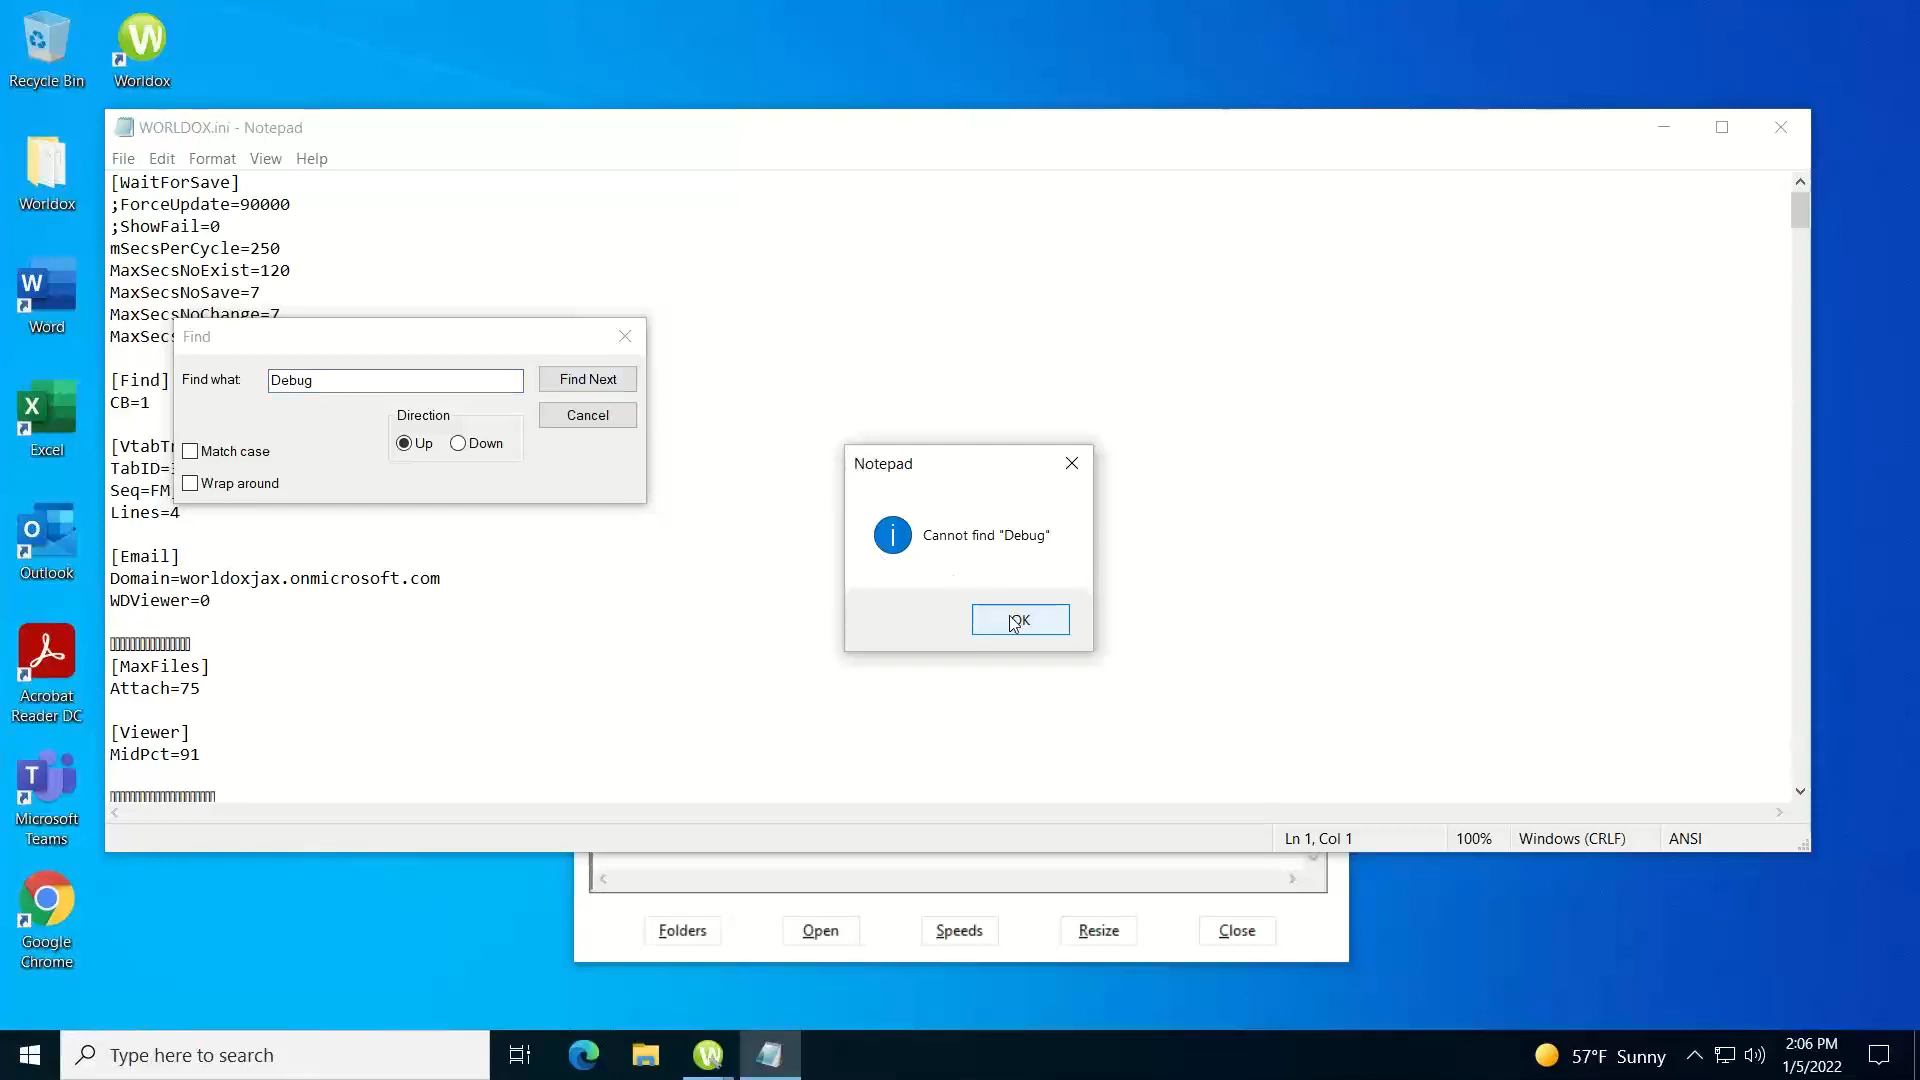 Recycle Bin
Worldox
Worldox
Word
Excel
Outlook
Acrobat
Reader DC
Microsoft
Teams
Google
Chrome
WORLDOX.ini - Notepad
File Edit Format View Help
[WaitForSave]
;ForceUpdate=90000
;ShowFail=0
mSecsPerCycle=250
MaxSecsNoExist=120
MaxSecsNoSave=7
MaxSecsNoChange=7
MaxSecs
[Find]
CB=1
TabID=
Seq=FM
Lines=4
[Email]
Domain=worldoxjax.onmicrosoft.com
WDViewer=0
[MaxFiles]
Attach=75
[Viewer]
MidPct=91
Find
Find what:
Debug
Find Next
Cancel
Direction
Up Down
Match case
Wrap around
Notepad
Cannot find "Debug"
OK
Ln 1, Col 1
100%
Windows (CRLF)
ANSI
Folders
Open
Speeds
Resize
Close
Type here to search
57°F Sunny
2:06 PM
1/5/2022